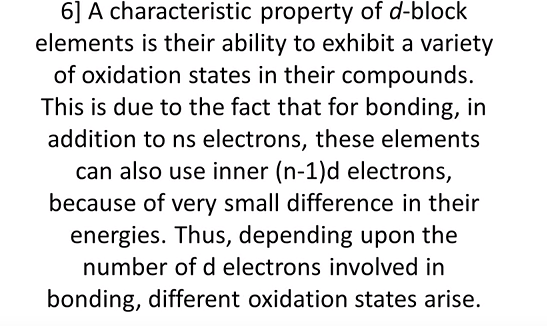 6] A characteristic property of d-block
elements is their ability to exhibit a variety
of oxidation states in their compounds.
This is due to the fact that for bonding, in
addition to ns electrons, these elements
can also use inner (n-1)d electrons,
because of very small difference in their
energies. Thus, depending upon the
number of d electrons involved in
bonding, different oxidation states arise.